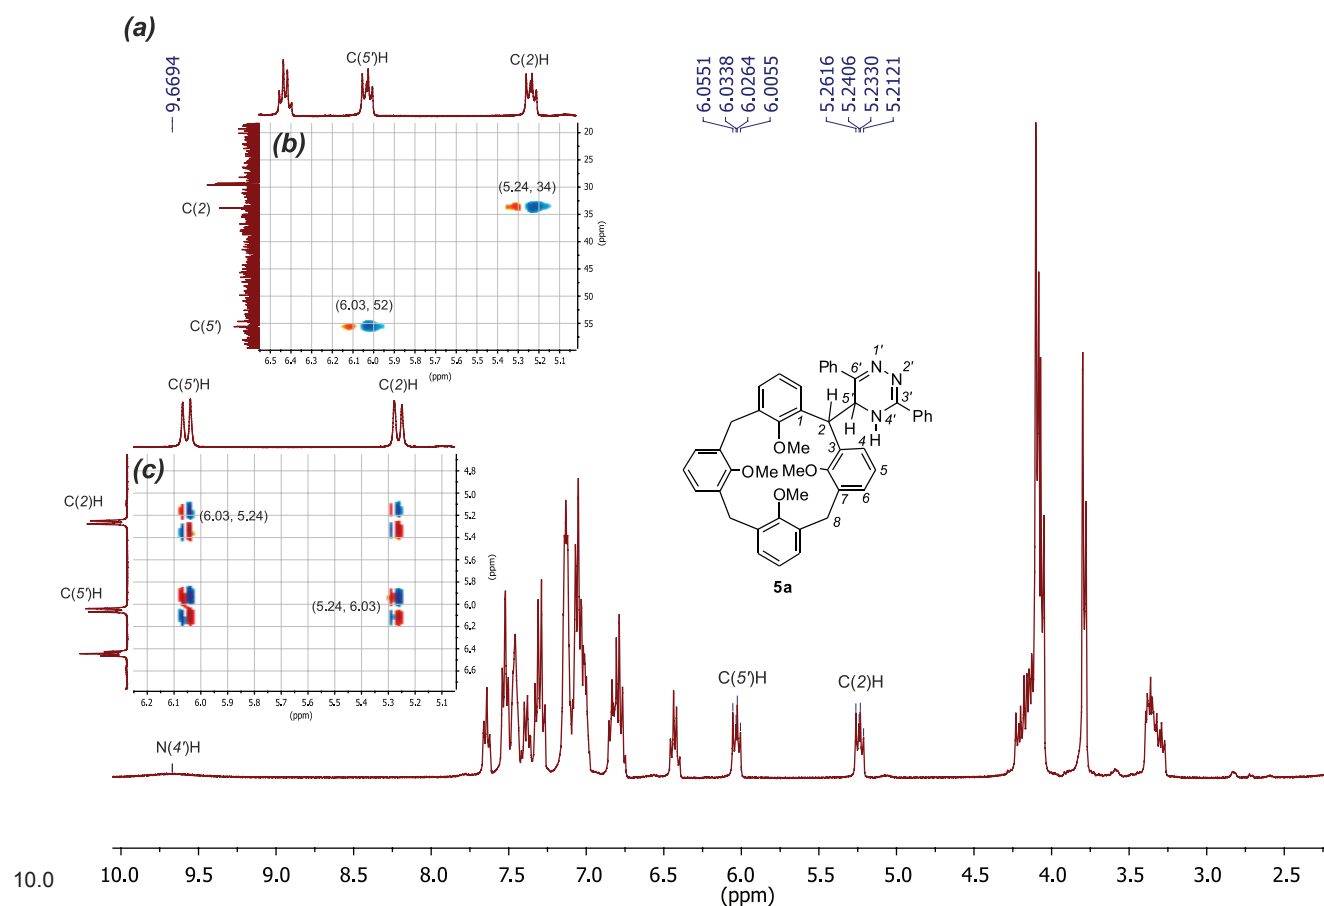 (a)
9.6694
C(5')H
C(2)H
6.0551
6.0338
6.0264
6.0055
5.2616
5.2406
5.2330
5.2121
(b)
(5.24, 34)
C(2)
(6.03, 52)
C(5')
20
25
30
35
40
45
50
55
(ppm)
6.5 6.4 6.3 6.2 6.1 6.0 5.9 5.8 5.7 5.6 5.5 5.4 5.3 5.2 5.1
(ppm)
C(5')H
C(2)H
(c)
C(2)H
(6.03, 5.24)
C(5')H
(5.24, 6.03)
4.8
5.0
5.2
5.4
5.6
5.8
6.0
6.2
6.4
6.6
(ppm)
6.2 6.1 6.0 5.9 5.8 5.7 5.6 5.5 5.4 5.3 5.2 5.1
(ppm)
Ph 6' 1' N
2' N
5' 3' Ph
N 4' H
H H
1 2 3 4 5 6 7 8
OMe
OMe MeO
OMe
5a
N(4')H
C(5')H
C(2)H
10.0
10.0 9.5 9.0 8.5 8.0 7.5 7.0 6.5 6.0 5.5 5.0 4.5 4.0 3.5 3.0 2.5
(ppm)